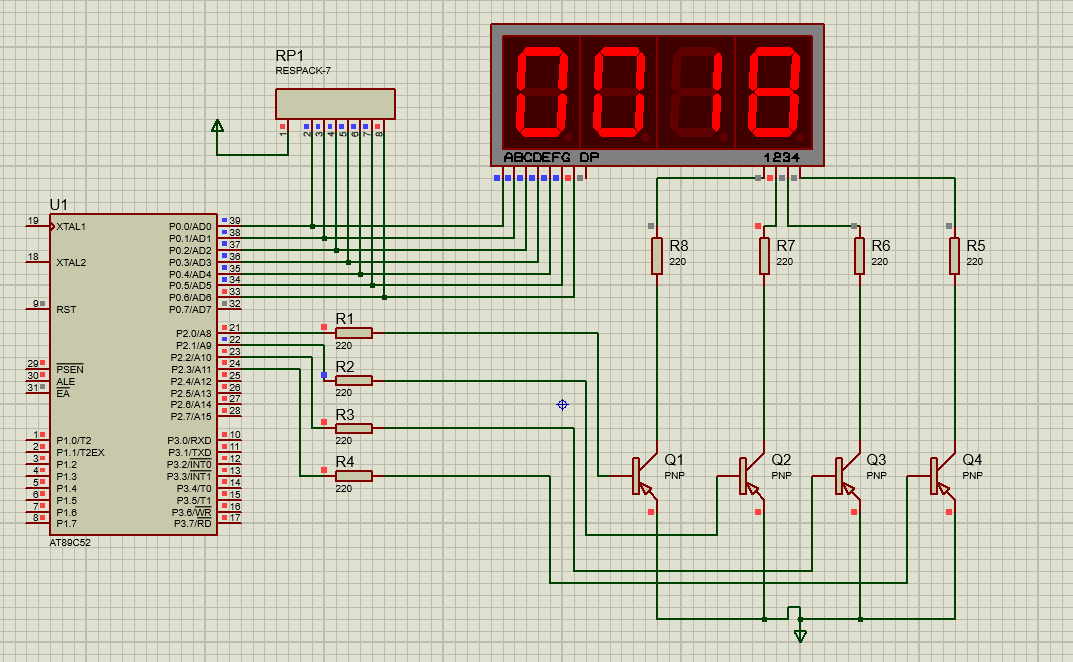 RP1
RESPACK-7
1
2
3
4
5
6
7
8
0018
ABCDEFG DP
1234
U1
19 XTAL1
18 XTAL2
9 RST
29 PSEN
30 ALE
31 EA
1 P1.0/T2
2 P1.1/T2EX
3 P1.2
4 P1.3
5 P1.4
6 P1.5
7 P1.6
8 P1.7
P0.0/AD0 39
P0.1/AD1 38
P0.2/AD2 37
P0.3/AD3 36
P0.4/AD4 35
P0.5/AD5 34
P0.6/AD6 33
P0.7/AD7 32
P2.0/A8 21
P2.1/A9 22
P2.2/A10 23
P2.3/A11 24
P2.4/A12 25
P2.5/A13 26
P2.6/A14 27
P2.7/A15 28
P3.0/RXD 10
P3.1/TXD 11
P3.2/INT0 12
P3.3/INT1 13
P3.4/T0 14
P3.5/T1 15
P3.6/WR 16
P3.7/RD 17
AT89C52
R1
220
R2
220
R3
220
R4
220
R8
220
R7
220
R6
220
R5
220
Q1
PNP
Q2
PNP
Q3
PNP
Q4
PNP